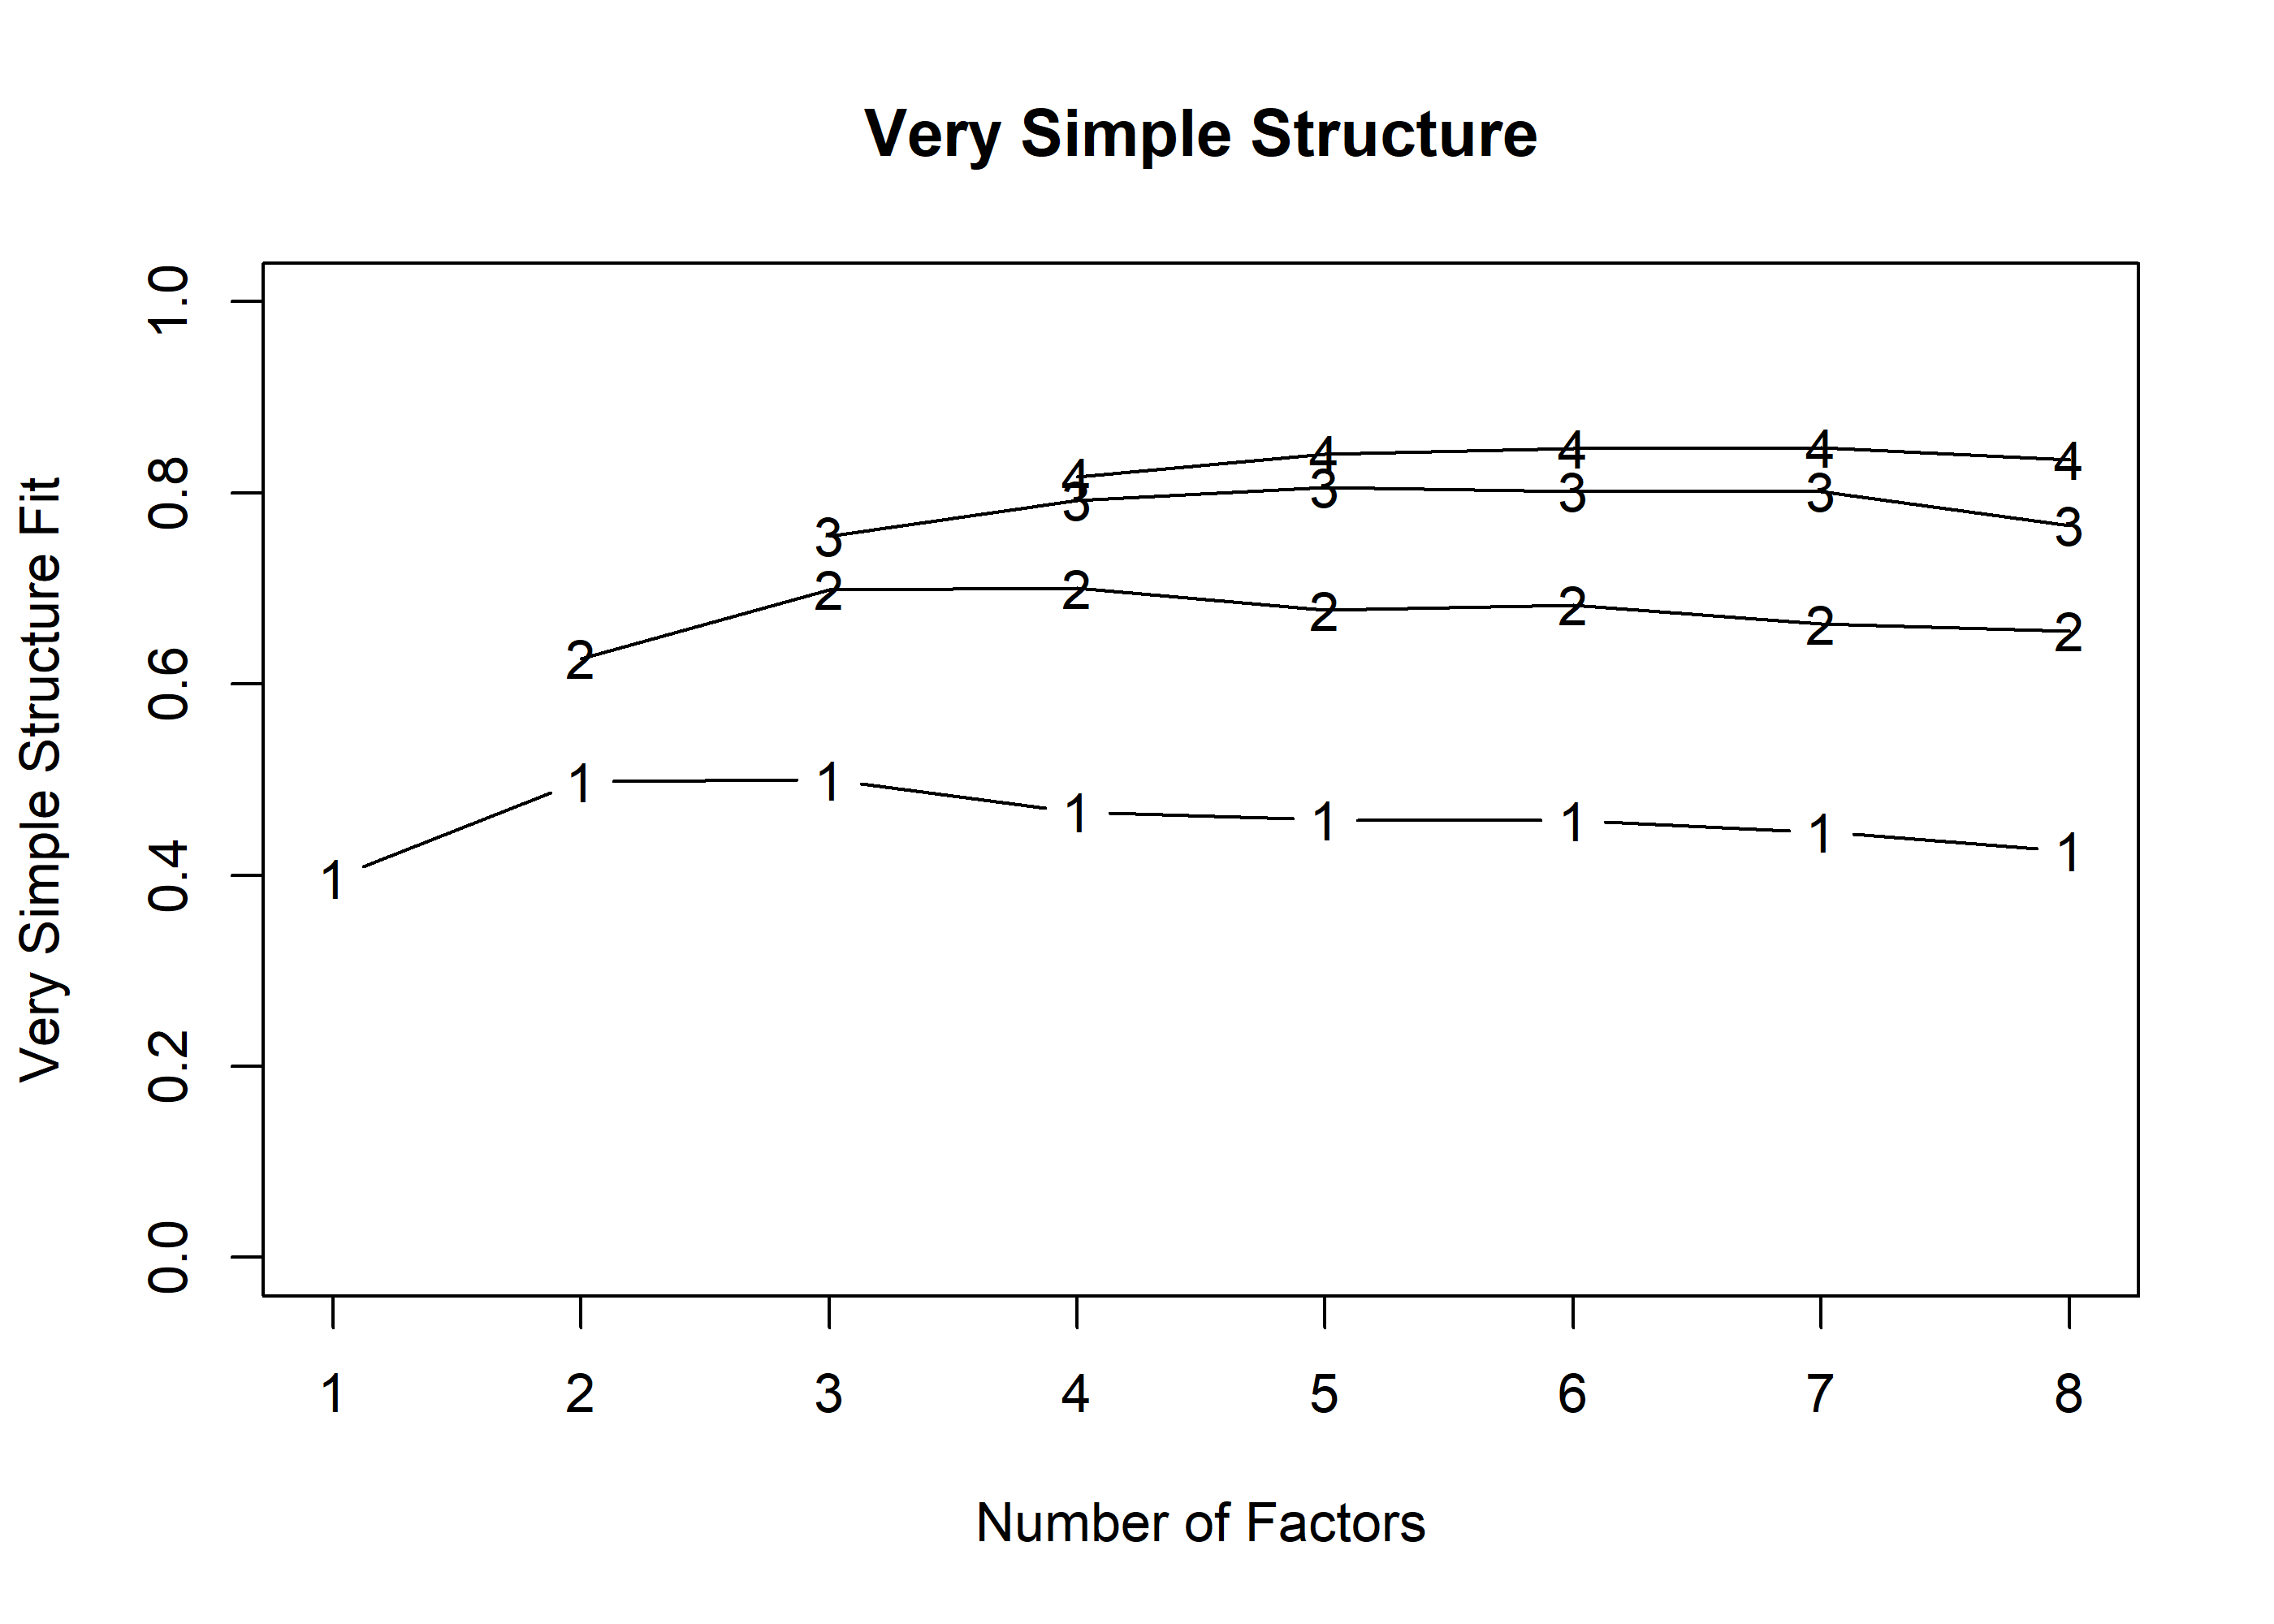 Very Simple Structure
Very Simple Structure Fit
1.0
0.8
0.6
0.4
0.2
0.0
4 4 4 4 4
3 3 3 3 3 3
2 2 2 2 2 2 2
1 1 1 1 1 1 1 1
1 2 3 4 5 6 7 8
Number of Factors